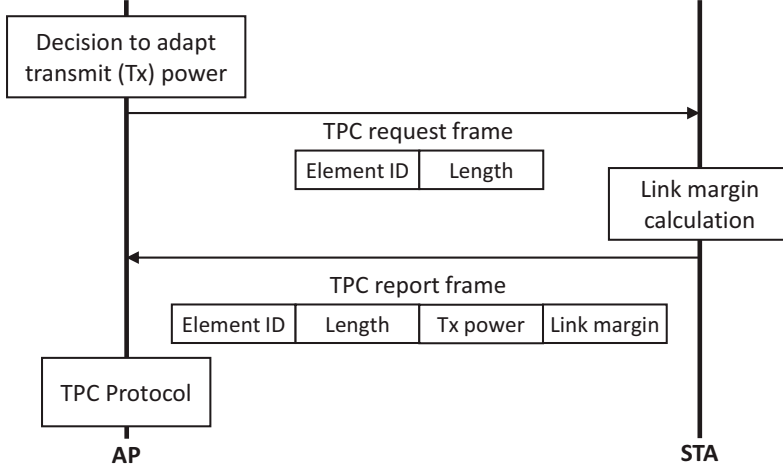 Decision to adapt
transmit (Tx) power
TPC request frame
Element ID Length
Link margin
calculation
TPC report frame
Element ID Length Tx power Link margin
TPC Protocol
AP STA